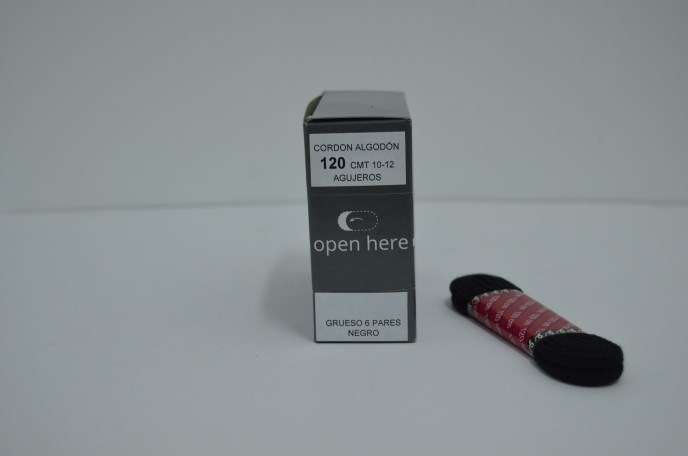 CORDON ALGODÓN
120 CMT 10-12
AGUJEROS
open here
GRUESO 6 PARES
NEGRO